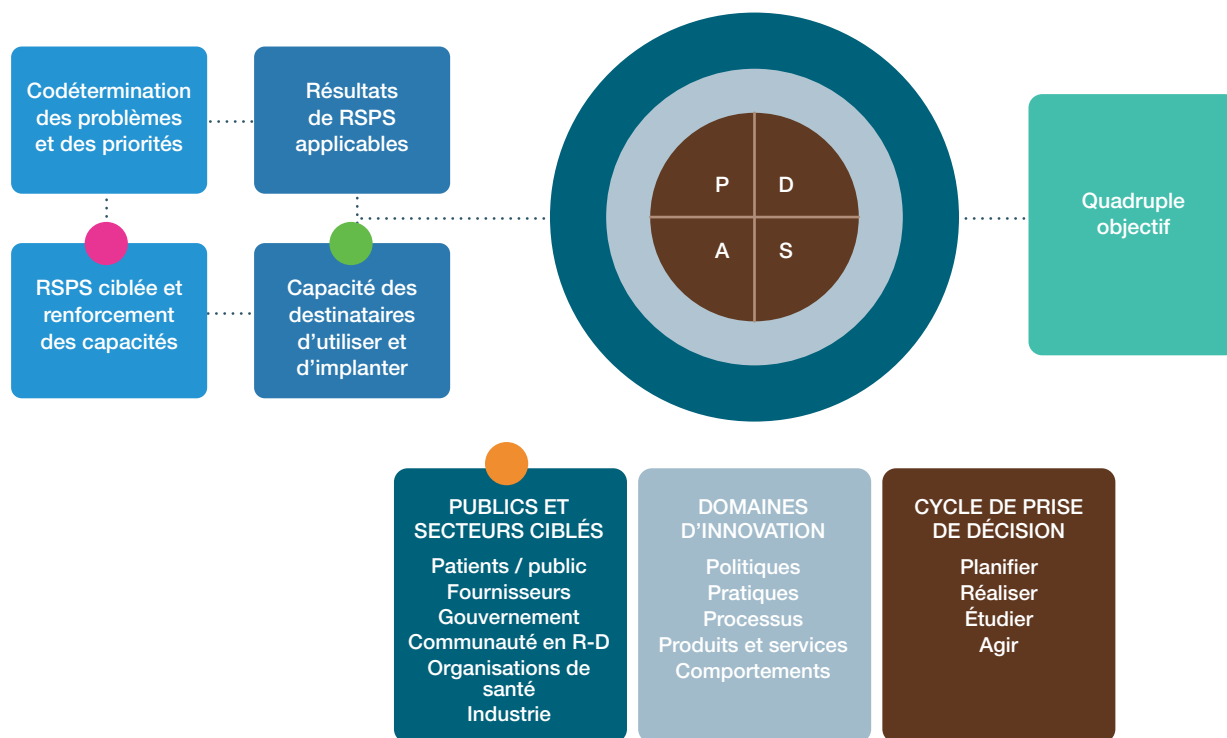 Codétermination
des problèmes
et des priorités
Résultats
de RSPS
applicables
RSPS ciblée et
renforcement
des capacités
Capacité des
destinataires
d’utiliser et
d’implanter
P
D
A
S
Quadruple
objectif
PUBLICS ET
SECTEURS CIBLÉS
Patients / public
Fournisseurs
Gouvernement
Communauté en R-D
Organisations de
santé
Industrie
DOMAINES
D’INNOVATION
Politiques
Pratiques
Processus
Produits et services
Comportements
CYCLE DE PRISE
DE DÉCISION
Planifier
Réaliser
Étudier
Agir